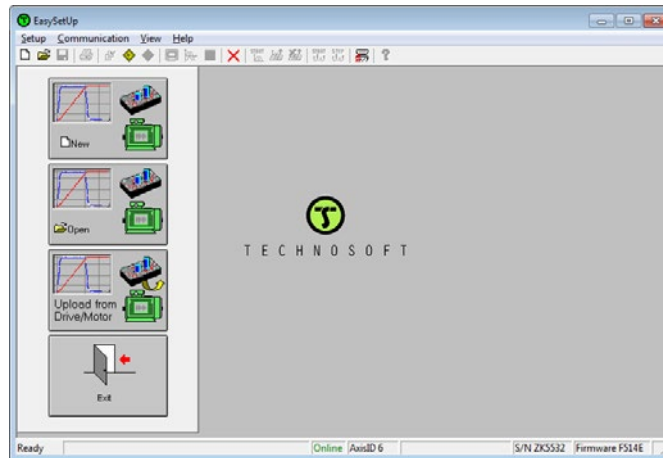 EasySetUp
Setup Communication View Help
New
Open
Upload from
Drive/Motor
Exit
TECHNOSOFT
Ready Online AxisID 6 S/N ZK5532 Firmware F514E